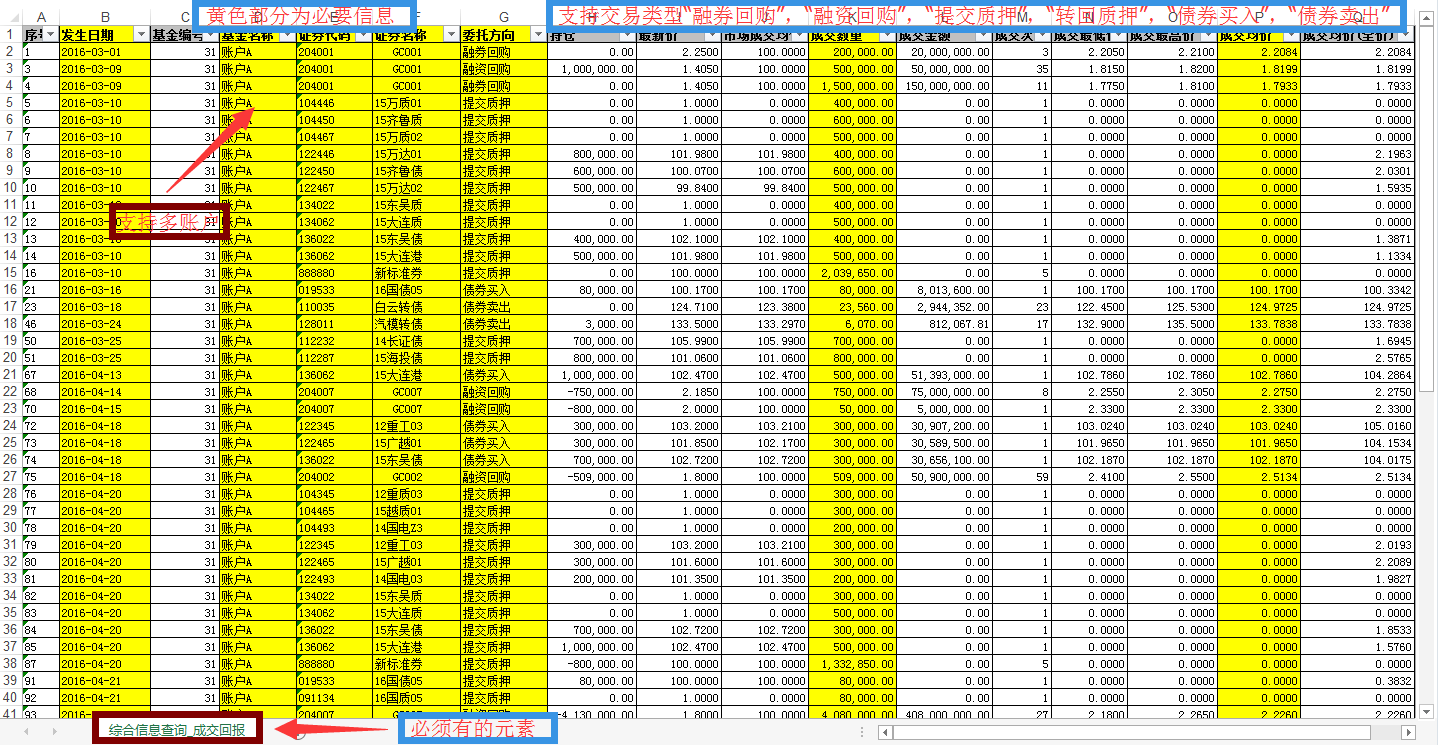 黄色部分为必要信息
支持交易类型“融券回购”，“融资回购”，“提交质押”，“转回质押”，“债券买入”，“债券卖出”
A B C G
1 发生日期 基金编号 基金名称 证券代码 证券名称 委托方向 持仓 最新价 市场成交均 成交数量 成交金额 成交次 成交最低 成交最高价 成交均价 成交均价(全价)
2 1 2016-03-01 31 账户A 204001 GC001 融券回购 0.00 2.2500 100.0000 200,000.00 20,000,000.00 3 2.2050 2.2100 2.2084 2.2084
3 3 2016-03-09 31 账户A 204001 GC001 融资回购 1,000,000.00 1.4050 100.0000 500,000.00 50,000,000.00 35 1.8150 1.8200 1.8199 1.8199
4 4 2016-03-09 31 账户A 204001 GC001 融券回购 0.00 1.4050 100.0000 1,500,000.00 150,000,000.00 11 1.7750 1.8100 1.7933 1.7933
5 5 2016-03-10 31 账户A 104446 15万质01 提交质押 0.00 1.0000 0.0000 400,000.00 0.00 1 0.0000 0.0000 0.0000 0.0000
6 6 2016-03-10 31 账户A 104450 15齐鲁质 提交质押 0.00 1.0000 0.0000 600,000.00 0.00 1 0.0000 0.0000 0.0000 0.0000
7 7 2016-03-10 31 账户A 104467 15万质02 提交质押 0.00 1.0000 0.0000 500,000.00 0.00 1 0.0000 0.0000 0.0000 0.0000
8 8 2016-03-10 31 账户A 122446 15万达01 提交质押 800,000.00 101.9800 101.9800 400,000.00 0.00 1 0.0000 0.0000 0.0000 2.1963
9 9 2016-03-10 31 账户A 122450 15齐鲁债 提交质押 600,000.00 100.0700 100.0700 600,000.00 0.00 1 0.0000 0.0000 0.0000 2.0301
10 10 2016-03-10 31 账户A 122467 15万达02 提交质押 500,000.00 99.8400 99.8400 500,000.00 0.00 1 0.0000 0.0000 0.0000 1.5935
11 11 2016-03-10 31 账户A 134022 15东吴质 提交质押 0.00 1.0000 0.0000 400,000.00 0.00 1 0.0000 0.0000 0.0000 0.0000
支持多账户
12 12 31 账户A 134062 15大连质 提交质押 0.00 1.0000 0.0000 500,000.00 0.00 1 0.0000 0.0000 0.0000 0.0000
13 13 2016-03-10 31 账户A 136022 15东吴债 提交质押 400,000.00 102.1000 102.1000 400,000.00 0.00 1 0.0000 0.0000 0.0000 1.3871
14 14 2016-03-10 31 账户A 136062 15大连港 提交质押 500,000.00 101.9800 101.9800 500,000.00 0.00 1 0.0000 0.0000 0.0000 1.1334
15 16 2016-03-10 31 账户A 888880 新标准券 提交质押 0.00 100.0000 100.0000 2,039,650.00 0.00 5 0.0000 0.0000 0.0000 0.0000
16 21 2016-03-16 31 账户A 019533 16国债05 债券买入 80,000.00 100.1700 100.1700 80,000.00 8,013,600.00 1 100.1700 100.1700 100.1700 100.3342
17 23 2016-03-18 31 账户A 110035 白云转债 债券卖出 0.00 124.7100 123.3800 23,560.00 2,944,352.00 23 122.4500 125.5300 124.9725 124.9725
18 46 2016-03-24 31 账户A 128011 汽模转债 债券卖出 3,000.00 133.5000 133.2970 6,070.00 812,067.81 17 132.9000 135.5000 133.7838 133.7838
19 50 2016-03-25 31 账户A 112232 14长证债 提交质押 700,000.00 105.9900 105.9900 700,000.00 0.00 1 0.0000 0.0000 0.0000 1.6945
20 51 2016-03-25 31 账户A 112287 15海投债 提交质押 800,000.00 101.0600 101.0600 800,000.00 0.00 1 0.0000 0.0000 0.0000 2.5765
21 67 2016-04-13 31 账户A 136062 15大连港 债券买入 1,000,000.00 102.4700 102.4700 500,000.00 51,393,000.00 1 102.7860 102.7860 102.7860 104.2864
22 68 2016-04-14 31 账户A 204007 GC007 融资回购 -750,000.00 2.1850 100.0000 750,000.00 75,000,000.00 8 2.2550 2.3050 2.2750 2.2750
23 70 2016-04-15 31 账户A 204007 GC007 融资回购 -800,000.00 2.0000 100.0000 50,000.00 5,000,000.00 1 2.3300 2.3300 2.3300 2.3300
24 72 2016-04-18 31 账户A 122345 12重工03 债券买入 300,000.00 103.2000 103.2100 300,000.00 30,907,200.00 1 103.0240 103.0240 103.0240 105.0160
25 73 2016-04-18 31 账户A 122465 15广越01 债券买入 300,000.00 101.8500 102.1700 300,000.00 30,589,500.00 1 101.9650 101.9650 101.9650 104.1534
26 74 2016-04-18 31 账户A 136022 15东吴债 债券买入 700,000.00 102.7200 102.7200 300,000.00 30,656,100.00 1 102.1870 102.1870 102.1870 104.0175
27 75 2016-04-18 31 账户A 204002 GC002 融资回购 -509,000.00 1.8000 100.0000 509,000.00 50,900,000.00 59 2.4100 2.5500 2.5134 2.5134
28 76 2016-04-20 31 账户A 104345 12重质03 提交质押 0.00 1.0000 0.0000 300,000.00 0.00 1 0.0000 0.0000 0.0000 0.0000
29 77 2016-04-20 31 账户A 104465 15越质01 提交质押 0.00 1.0000 0.0000 300,000.00 0.00 1 0.0000 0.0000 0.0000 0.0000
30 78 2016-04-20 31 账户A 104493 14国电Z3 提交质押 0.00 1.0000 0.0000 200,000.00 0.00 1 0.0000 0.0000 0.0000 0.0000
31 79 2016-04-20 31 账户A 122345 12重工03 提交质押 300,000.00 103.2000 103.2100 300,000.00 0.00 1 0.0000 0.0000 0.0000 2.0193
32 80 2016-04-20 31 账户A 122465 15广越01 提交质押 300,000.00 101.6000 101.6000 300,000.00 0.00 1 0.0000 0.0000 0.0000 2.2089
33 81 2016-04-20 31 账户A 122493 14国电03 提交质押 200,000.00 101.3500 101.3500 200,000.00 0.00 1 0.0000 0.0000 0.0000 1.9827
34 82 2016-04-20 31 账户A 134022 15东吴质 提交质押 0.00 1.0000 0.0000 300,000.00 0.00 1 0.0000 0.0000 0.0000 0.0000
35 83 2016-04-20 31 账户A 134062 15大连质 提交质押 0.00 1.0000 0.0000 500,000.00 0.00 1 0.0000 0.0000 0.0000 0.0000
36 84 2016-04-20 31 账户A 136022 15东吴债 提交质押 700,000.00 102.7200 102.7200 300,000.00 0.00 1 0.0000 0.0000 0.0000 1.8533
37 85 2016-04-20 31 账户A 136062 15大连港 提交质押 1,000,000.00 102.4700 102.4700 500,000.00 0.00 1 0.0000 0.0000 0.0000 1.5760
38 87 2016-04-20 31 账户A 888880 新标准券 提交质押 -800,000.00 100.0000 100.0000 1,332,850.00 0.00 5 0.0000 0.0000 0.0000 0.0000
39 91 2016-04-21 31 账户A 019533 16国债05 提交质押 80,000.00 100.0000 100.0000 80,000.00 0.00 1 0.0000 0.0000 0.0000 0.3832
40 92 2016-04-21 31 账户A 091134 16国质05 提交质押 0.00 1.0000 0.0000 80,000.00 0.00 1 0.0000 0.0000 0.0000 0.0000
41 93 204007 -4,130,000.00 1.8000 100.0000 4,080,000.00 408,000,000.00 27 2.1800 2.2650 2.2260 2.2260
综合信息查询_成交回报
必须有的元素